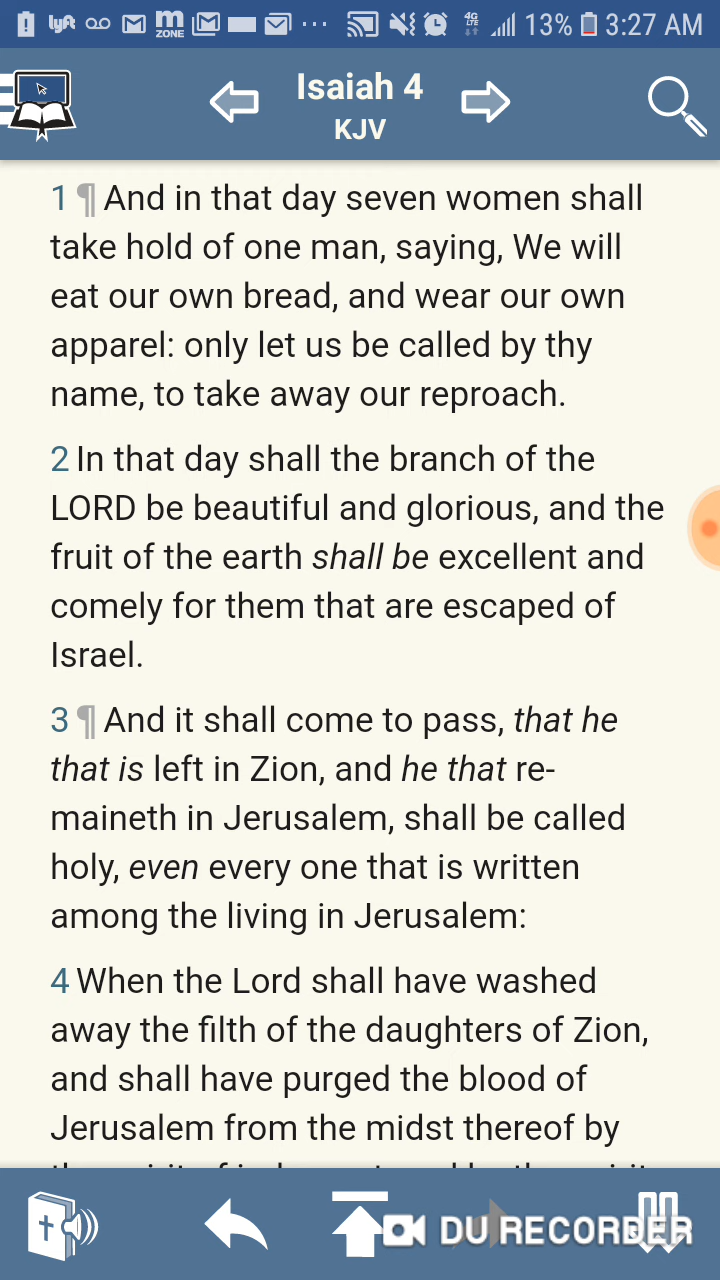 lyft m ZONE ... 4G LTE 13% 3:27 AM
Isaiah 4
KJV
1 ¶ And in that day seven women shall
take hold of one man, saying, We will
eat our own bread, and wear our own
apparel: only let us be called by thy
name, to take away our reproach.
2 In that day shall the branch of the
LORD be beautiful and glorious, and the
fruit of the earth shall be excellent and
comely for them that are escaped of
Israel.
3 ¶ And it shall come to pass, that he
that is left in Zion, and he that re-
maineth in Jerusalem, shall be called
holy, even every one that is written
among the living in Jerusalem:
4 When the Lord shall have washed
away the filth of the daughters of Zion,
and shall have purged the blood of
Jerusalem from the midst thereof by
DU RECORDER